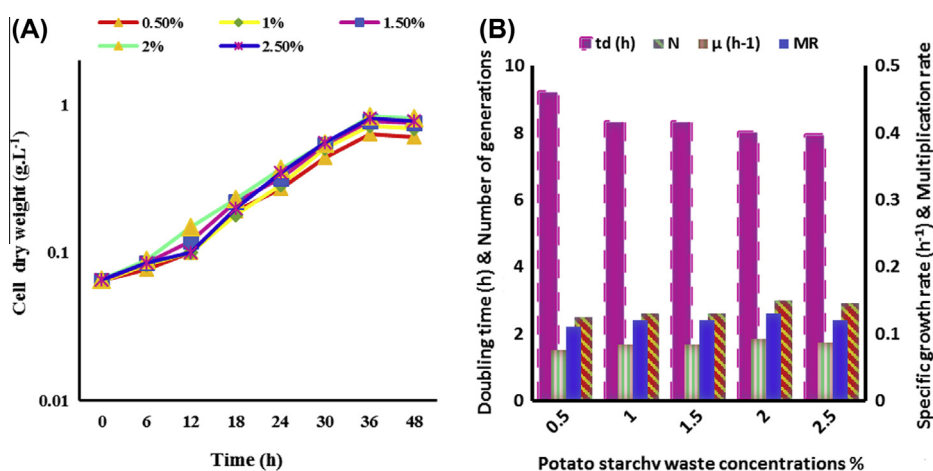 (A)
0.50% 1% 1.50%
2% 2.50%
Cell dry weight (g.L⁻¹)
1
0.1
0.01
0 6 12 18 24 30 36 48
Time (h)
(B)
td (h) N µ (h-1) MR
Doubling time (h) & Number of generations
10
8
6
4
2
0
0.5 1 1.5 2 2.5
Potato starchy waste concentrations %
0.5
0.4
0.3
0.2
0.1
0
Specific growth rate (h⁻¹) & Multiplication rate